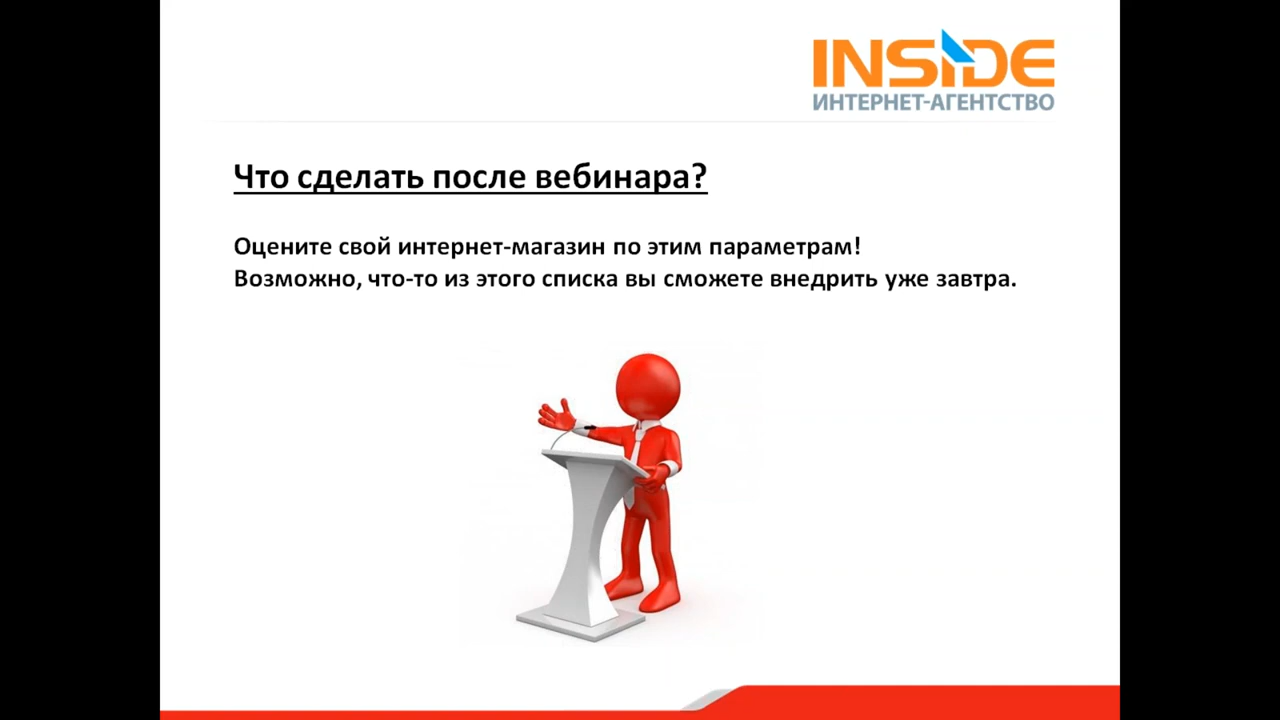 INSIDE
ИНТЕРНЕТ-АГЕНТСТВО
Что сделать после вебинара?
Оцените свой интернет-магазин по этим параметрам!
Возможно, что-то из этого списка вы сможете внедрить уже завтра.